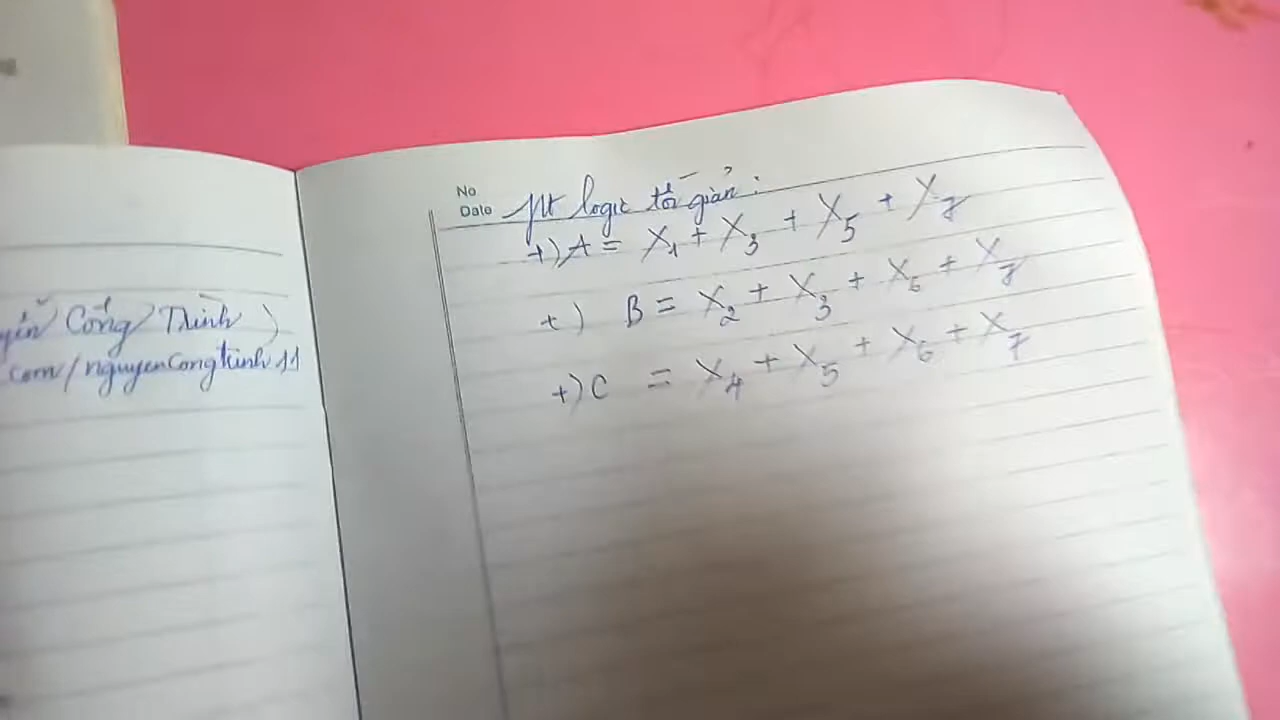 Công Thình )
com/nguyencongthinh11
No
Date
pt logic tối giản :
+) A = X1 + X3 + X5 + X7
+) B = X2 + X3 + X6 + X7
+) C = X4 + X5 + X6 + X7